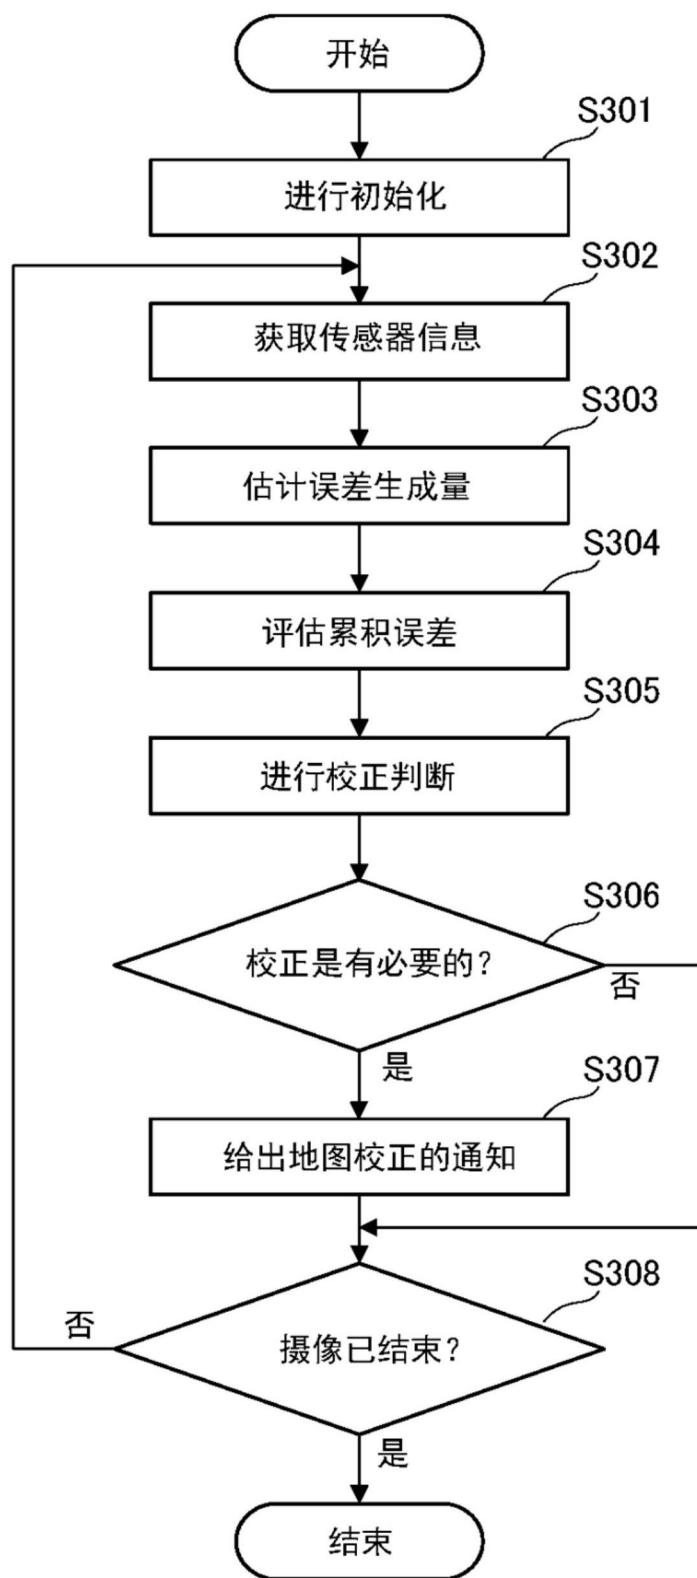 开始
S301
进行初始化
S302
获取传感器信息
S303
估计误差生成量
S304
评估累积误差
S305
进行校正判断
S306
校正是有必要的?
否
是
S307
给出地图校正的通知
S308
否
摄像已结束?
是
结束